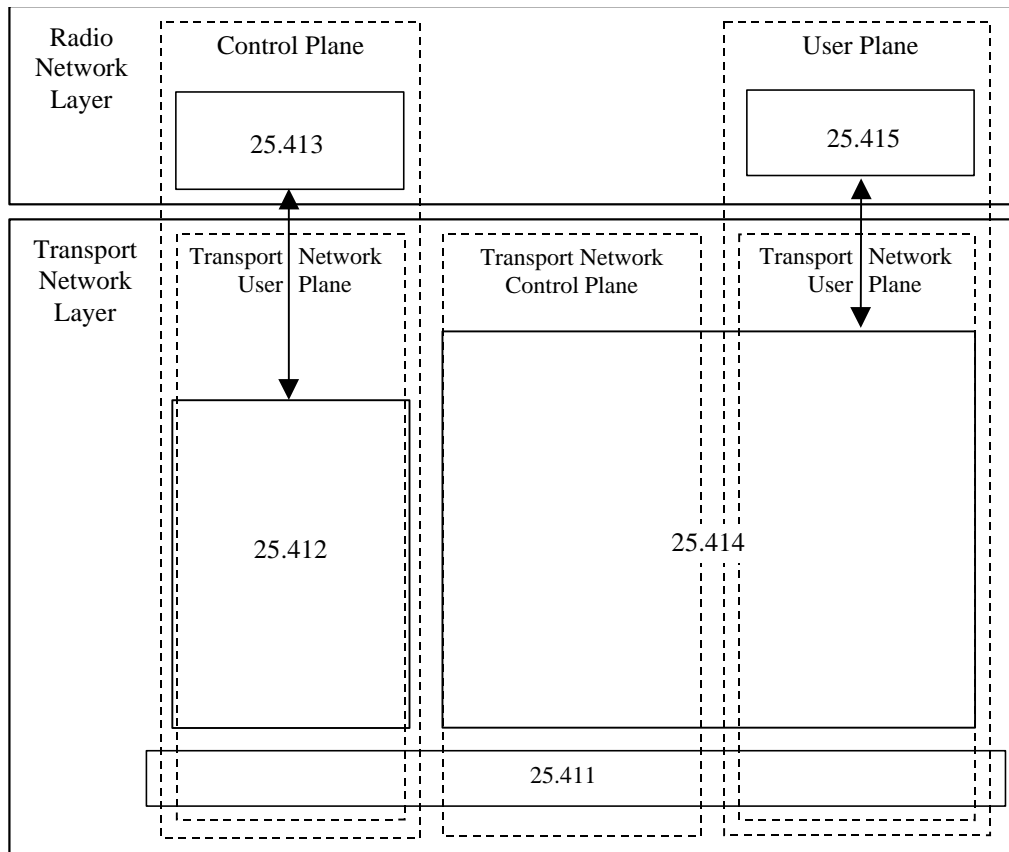 Radio
Network
Layer
Control Plane
User Plane
25.413
25.415
Transport
Network
Layer
Transport Network
User Plane
Transport Network
Control Plane
Transport Network
User Plane
25.412
25.414
25.411